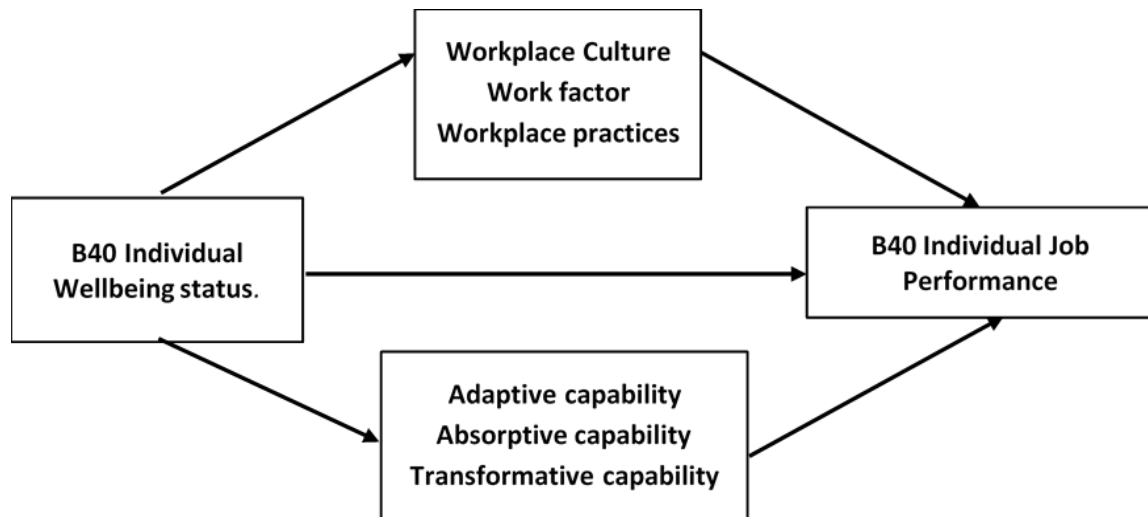 Workplace Culture
Work factor
Workplace practices
B40 Individual
Wellbeing status.
B40 Individual Job
Performance
Adaptive capability
Absorptive capability
Transformative capability